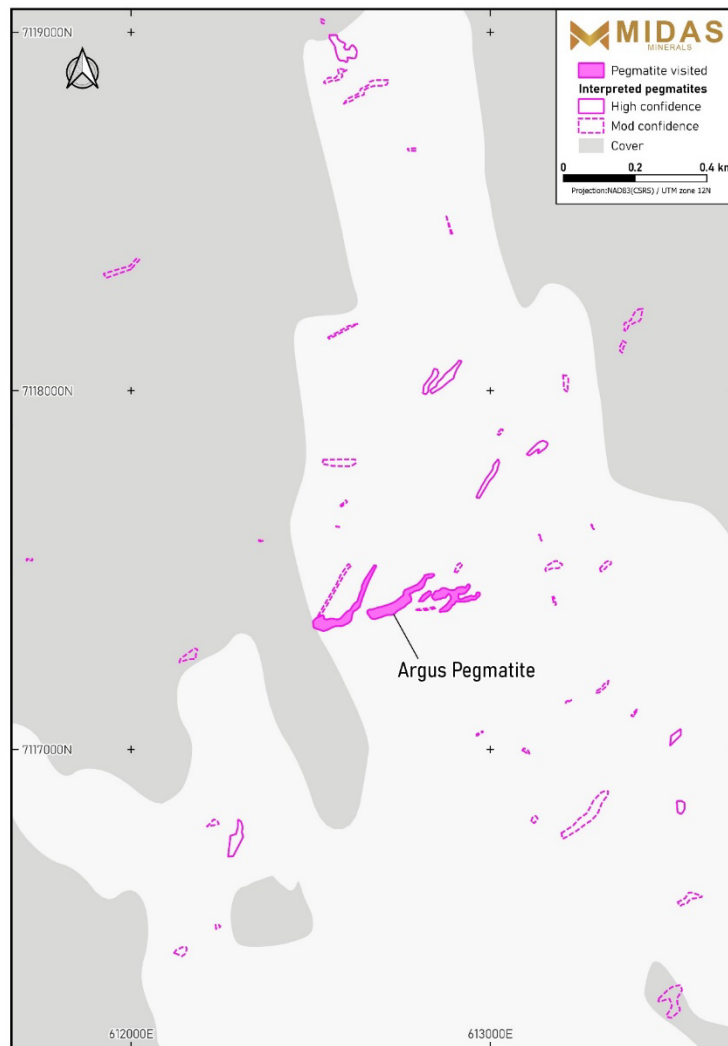 7119000N
MIDAS
MINERALS
Pegmatite visited
Interpreted pegmatites
High confidence
Mod confidence
Cover
0 0.2 0.4 km
Projection:NAD83(CSRS) / UTM zone 12N
7118000N
Argus Pegmatite
7117000N
612000E 613000E